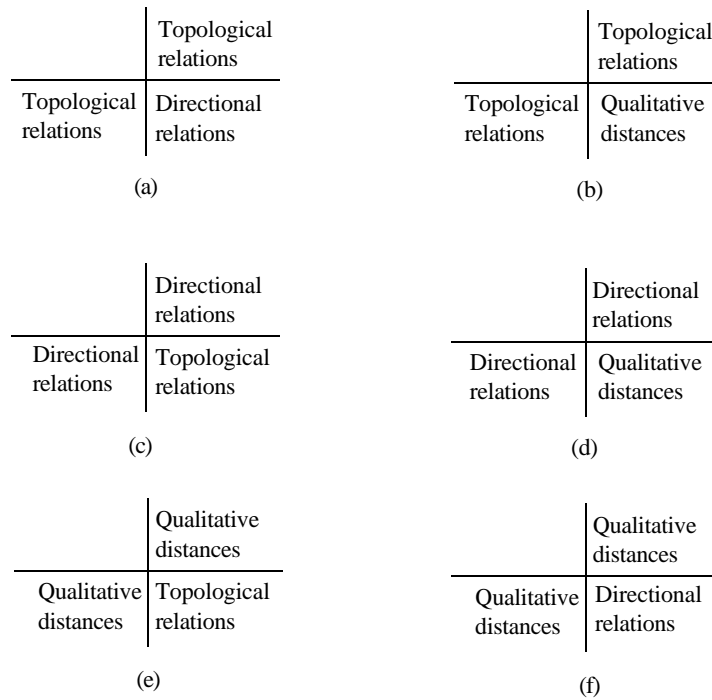 Topological
relations
Topological
relations
Directional
relations
(a)
Topological
relations
Topological
relations
Qualitative
distances
(b)
Directional
relations
Directional
relations
Topological
relations
(c)
Directional
relations
Directional
relations
Qualitative
distances
(d)
Qualitative
distances
Qualitative
distances
Topological
relations
(e)
Qualitative
distances
Qualitative
distances
Directional
relations
(f)